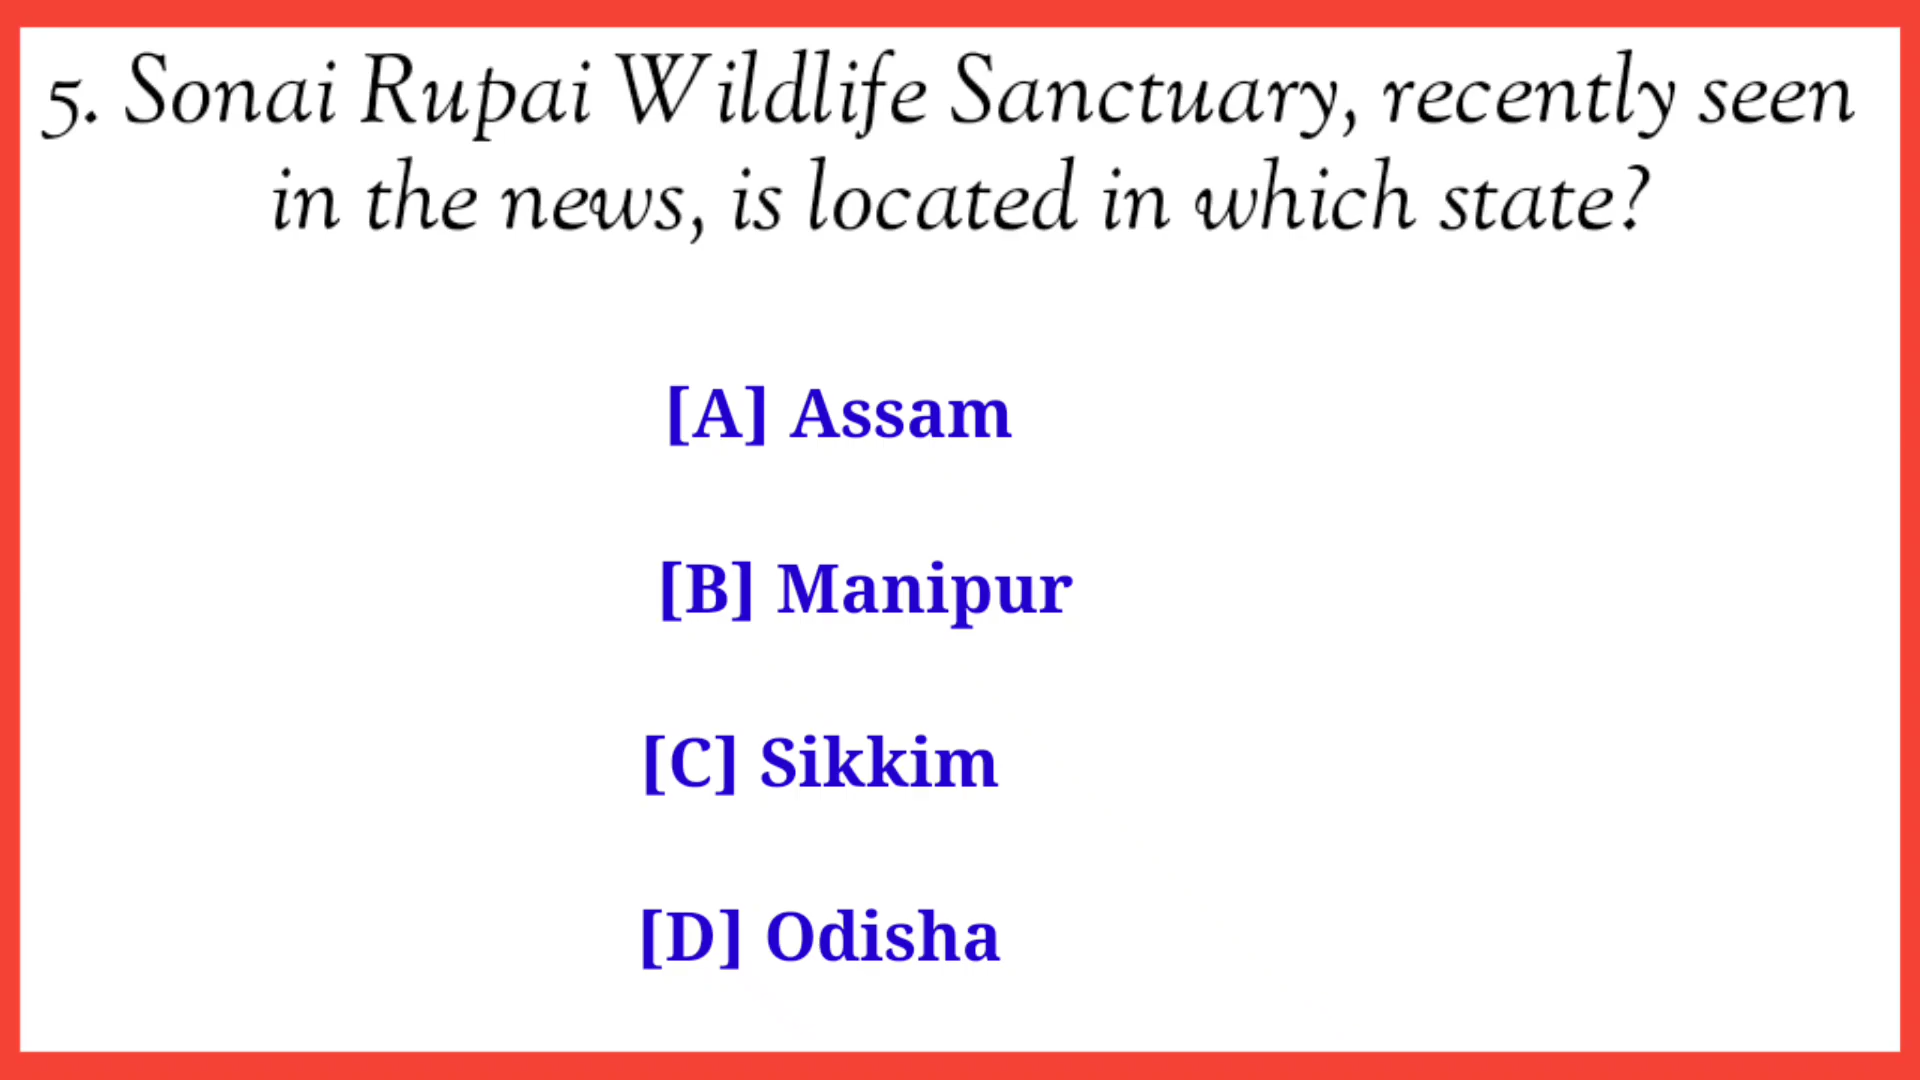 5. Sonai Rupai Wildlife Sanctuary, recently seen
in the news, is located in which state?
[A] Assam
[B] Manipur
[C] Sikkim
[D] Odisha